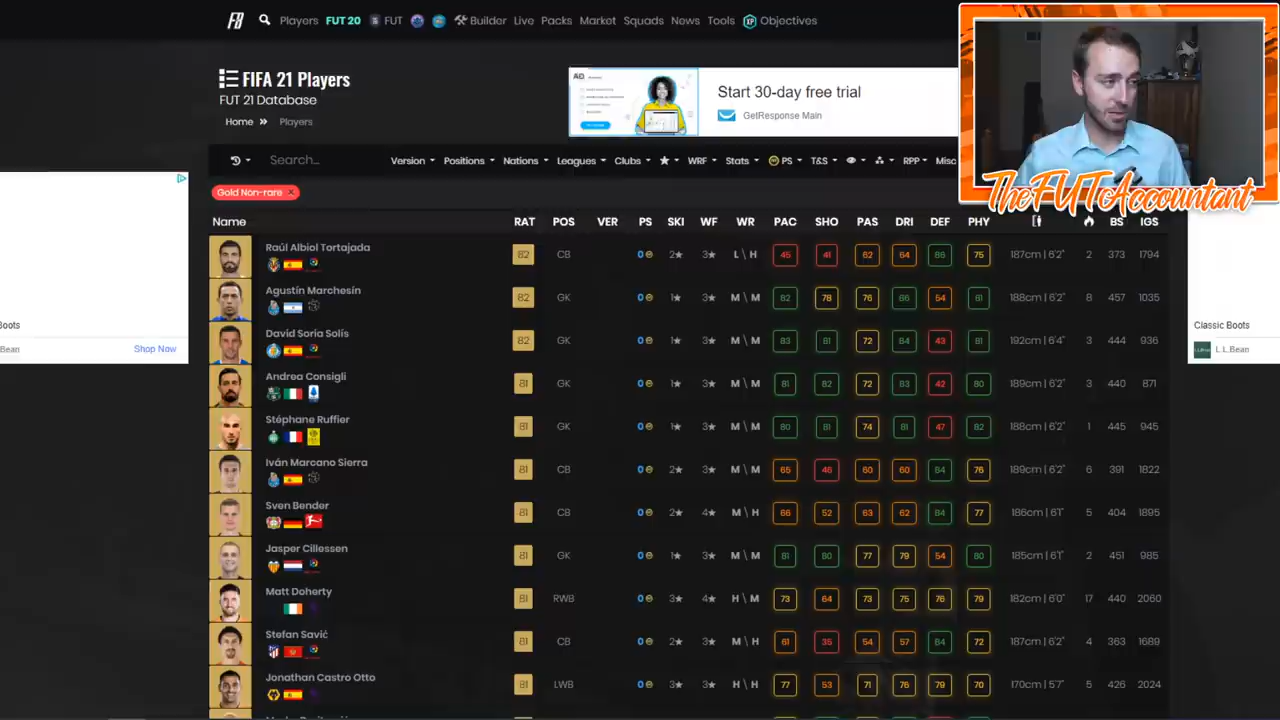 FB Players FUT 20 FUT Builder Live Packs Market Squads News Tools Objectives
FIFA 21 Players
FUT 21 Database
Home » Players
AD
Start 30-day free trial
GetResponse Main
TheFUTAccountant
Search... Version Positions Nations Leagues Clubs WRF Stats PS T&S RPP Misc
Gold Non-rare ×
Name RAT POS VER PS SKI WF WR PAC SHO PAS DRI DEF PHY BS IGS
Raúl Albiol Tortajada 82 CB 0 2★ 3★ L \ H 45 41 62 64 86 75 187cm | 6'2" 2 373 1794
Agustín Marchesín 82 GK 0 1★ 3★ M \ M 82 78 76 86 54 81 188cm | 6'2" 8 457 1035
David Soria Solís 82 GK 0 1★ 3★ M \ M 83 81 72 84 43 81 192cm | 6'4" 3 444 936
Andrea Consigli 81 GK 0 1★ 3★ M \ M 81 82 72 83 42 80 189cm | 6'2" 3 440 871
Stéphane Ruffier 81 GK 0 1★ 3★ M \ M 80 81 74 81 47 82 188cm | 6'2" 1 445 945
Iván Marcano Sierra 81 CB 0 2★ 3★ M \ M 65 46 60 60 84 76 189cm | 6'2" 6 391 1822
Sven Bender 81 CB 0 2★ 4★ M \ H 66 52 63 62 84 77 186cm | 6'1" 5 404 1895
Jasper Cillessen 81 GK 0 1★ 3★ M \ M 81 80 77 79 54 80 185cm | 6'1" 2 451 985
Matt Doherty 81 RWB 0 3★ 4★ H \ M 73 64 73 75 76 79 182cm | 6'0" 17 440 2060
Stefan Savić 81 CB 0 2★ 3★ M \ H 61 35 54 57 84 72 187cm | 6'2" 4 363 1689
Jonathan Castro Otto 81 LWB 0 3★ 3★ H \ H 77 53 71 76 79 70 170cm | 5'7" 5 426 2024
Boots
Bean Shop Now
Classic Boots
L.L.Bean